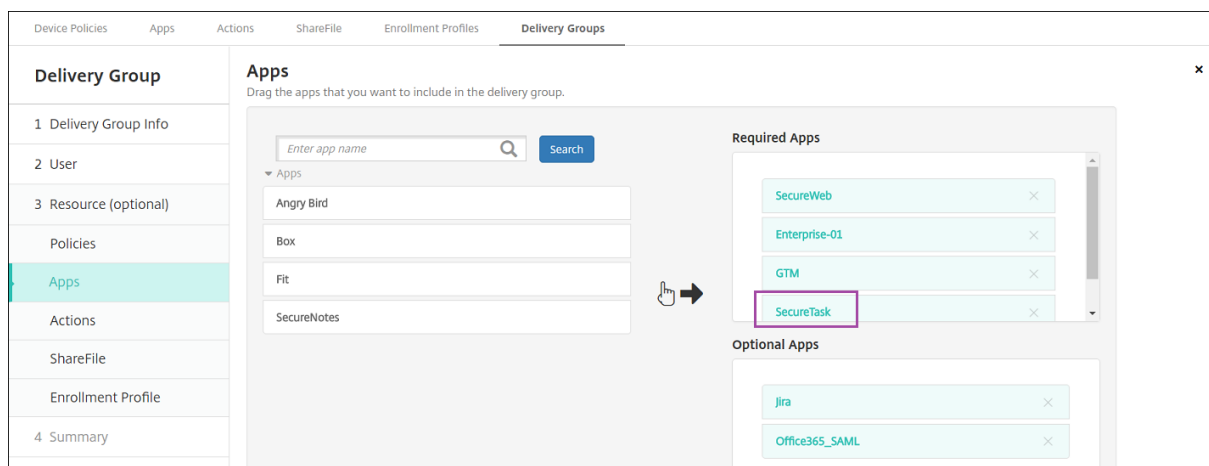 Device Policies Apps Actions ShareFile Enrollment Profiles Delivery Groups
Delivery Group
1 Delivery Group Info
2 User
3 Resource (optional)
Policies
Apps
Actions
ShareFile
Enrollment Profile
4 Summary
Apps
Drag the apps that you want to include in the delivery group.
Enter app name
Search
Apps
Angry Bird
Box
Fit
SecureNotes
Required Apps
SecureWeb
Enterprise-01
GTM
SecureTask
Optional Apps
Jira
Office365_SAML